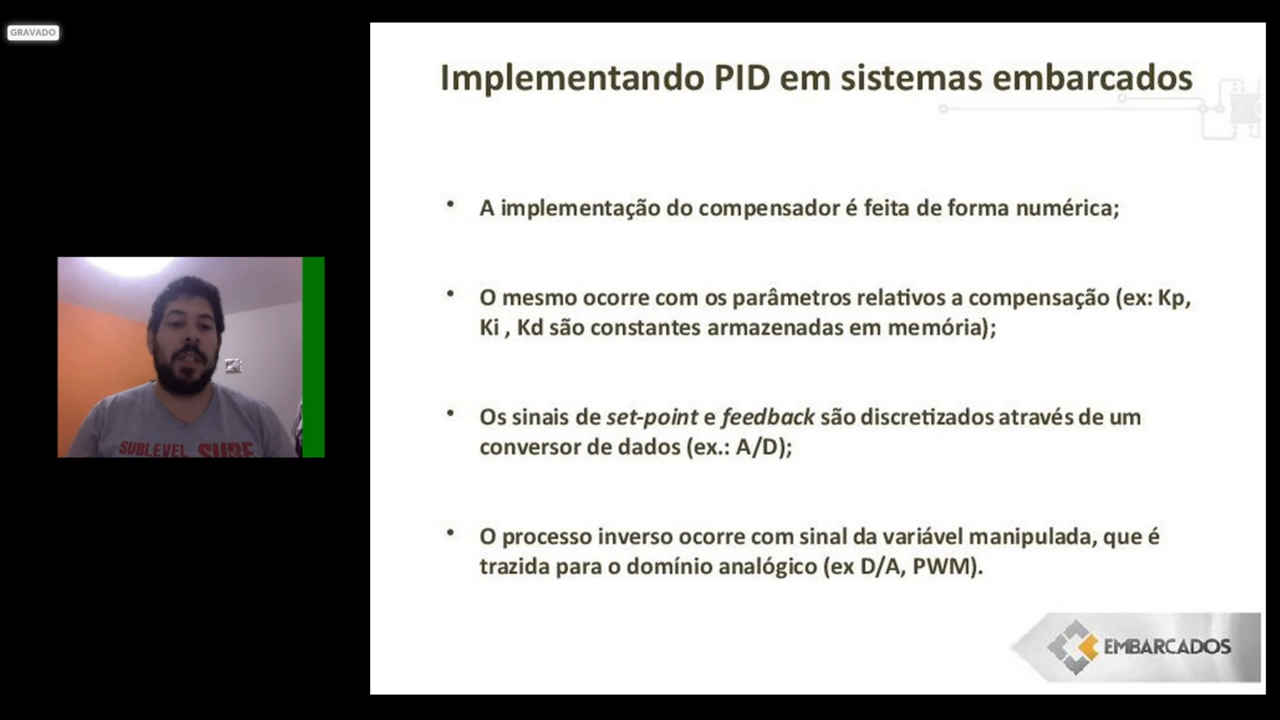 GRAVADO
Implementando PID em sistemas embarcados
• A implementação do compensador é feita de forma numérica;
• O mesmo ocorre com os parâmetros relativos a compensação (ex: Kp,
Ki , Kd são constantes armazenadas em memória);
• Os sinais de set-point e feedback são discretizados através de um
conversor de dados (ex.: A/D);
• O processo inverso ocorre com sinal da variável manipulada, que é
trazida para o domínio analógico (ex D/A, PWM).
SUBLEVEL SURF
EMBARCADOS